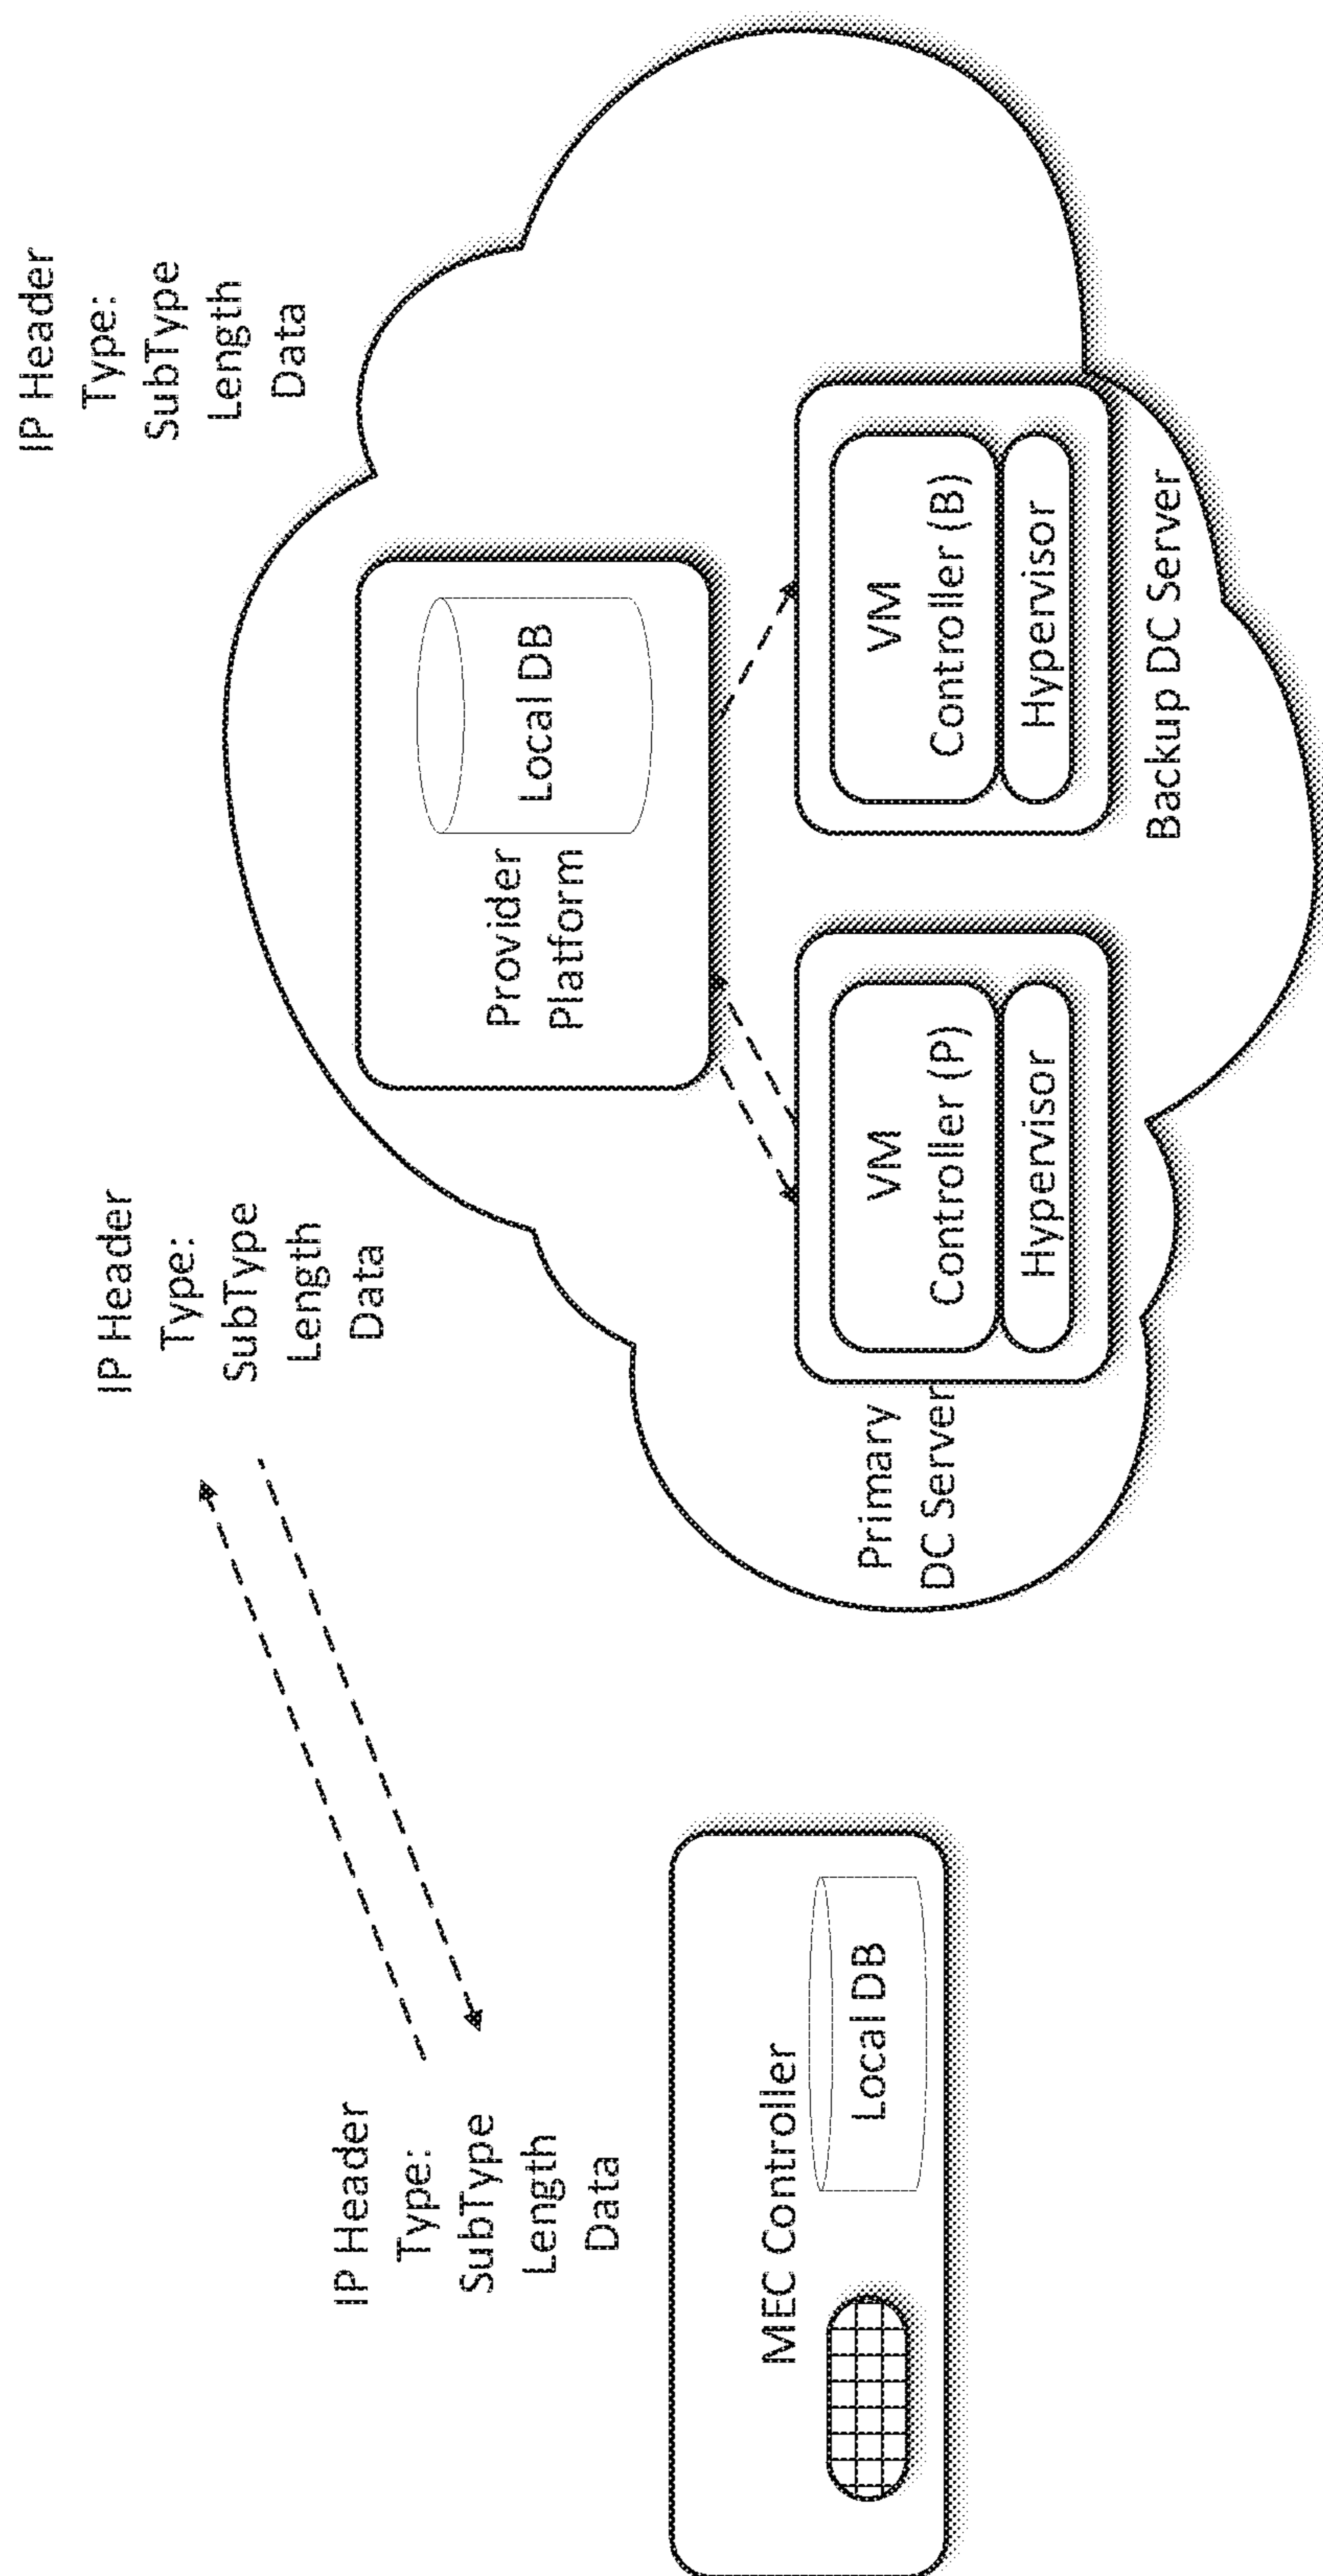 IP Header
Type:
SubType
Length
Data
IP Header
Type:
SubType
Length
Data
IP Header
Type:
SubType
Length
Data
MEC Controller
Local DB
Provider
Platform
Local DB
Primary
DC Server
VM
Controller (P)
Hypervisor
VM
Controller (B)
Hypervisor
Backup DC Server